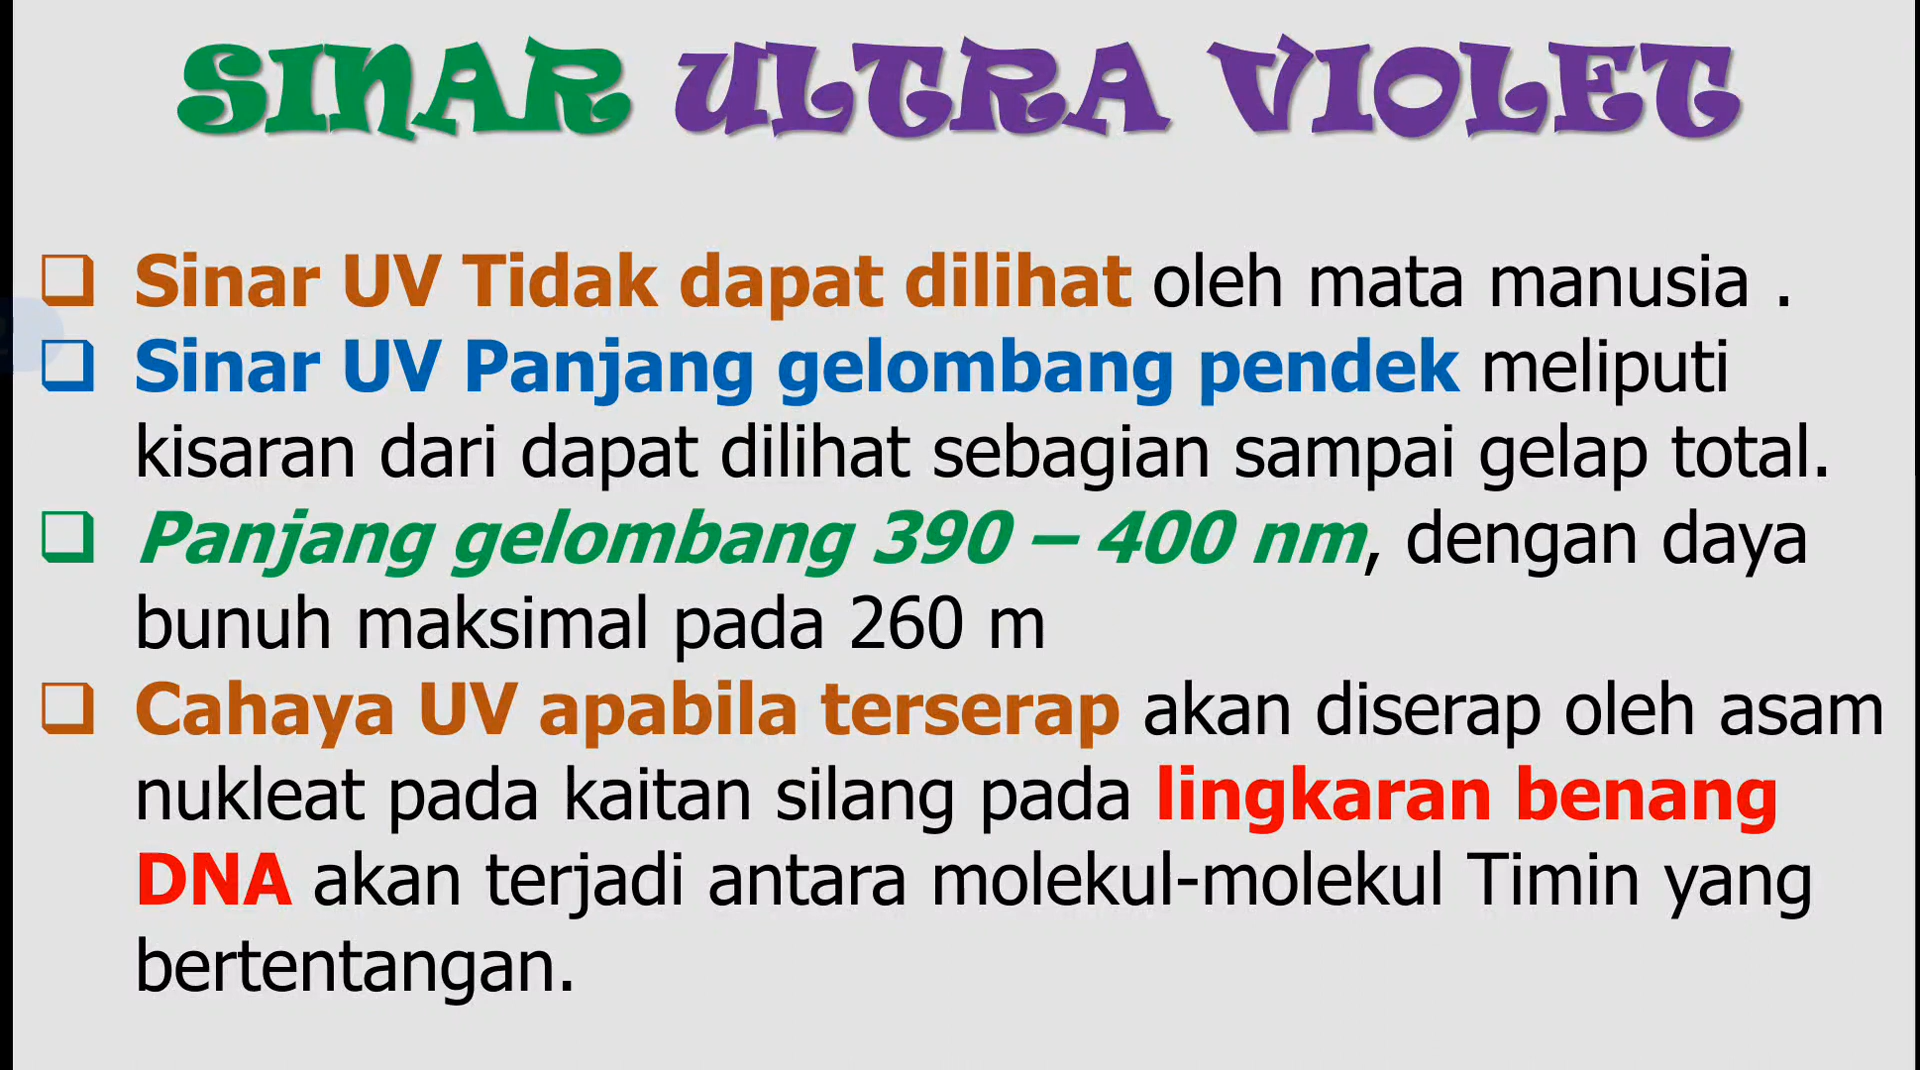 SINAR ULTRA VIOLET
Sinar UV Tidak dapat dilihat oleh mata manusia .
Sinar UV Panjang gelombang pendek meliputi
kisaran dari dapat dilihat sebagian sampai gelap total.
Panjang gelombang 390 – 400 nm, dengan daya
bunuh maksimal pada 260 m
Cahaya UV apabila terserap akan diserap oleh asam
nukleat pada kaitan silang pada lingkaran benang
DNA akan terjadi antara molekul-molekul Timin yang
bertentangan.